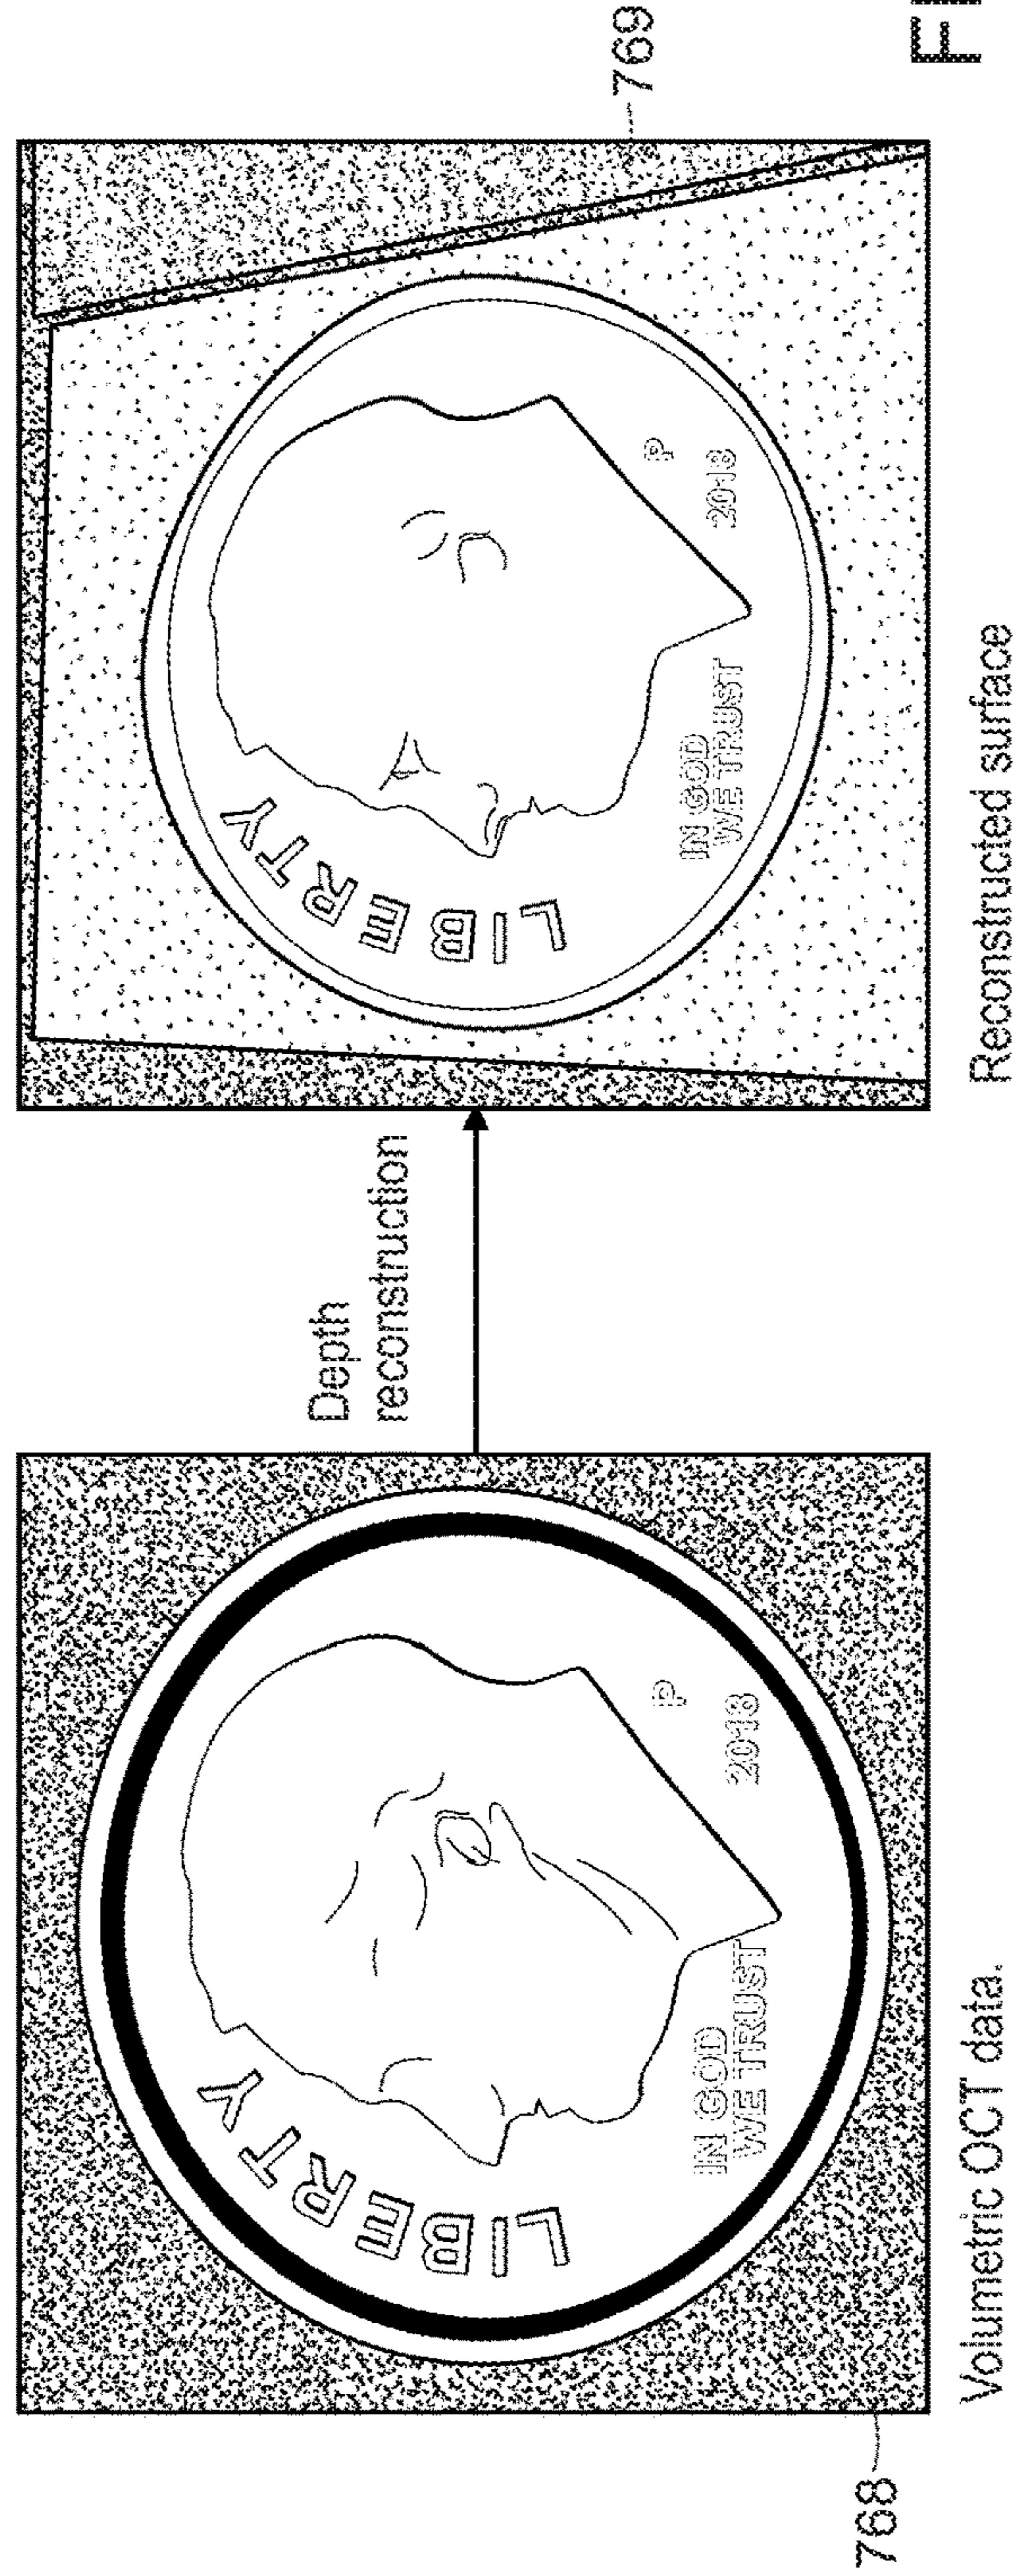 LIBERTY
P
IN GOD
WE TRUST
2018
768
Volumetric OCT data.
Depth
reconstruction
LIBERTY
P
IN GOD
WE TRUST
2018
769
Reconstructed surface